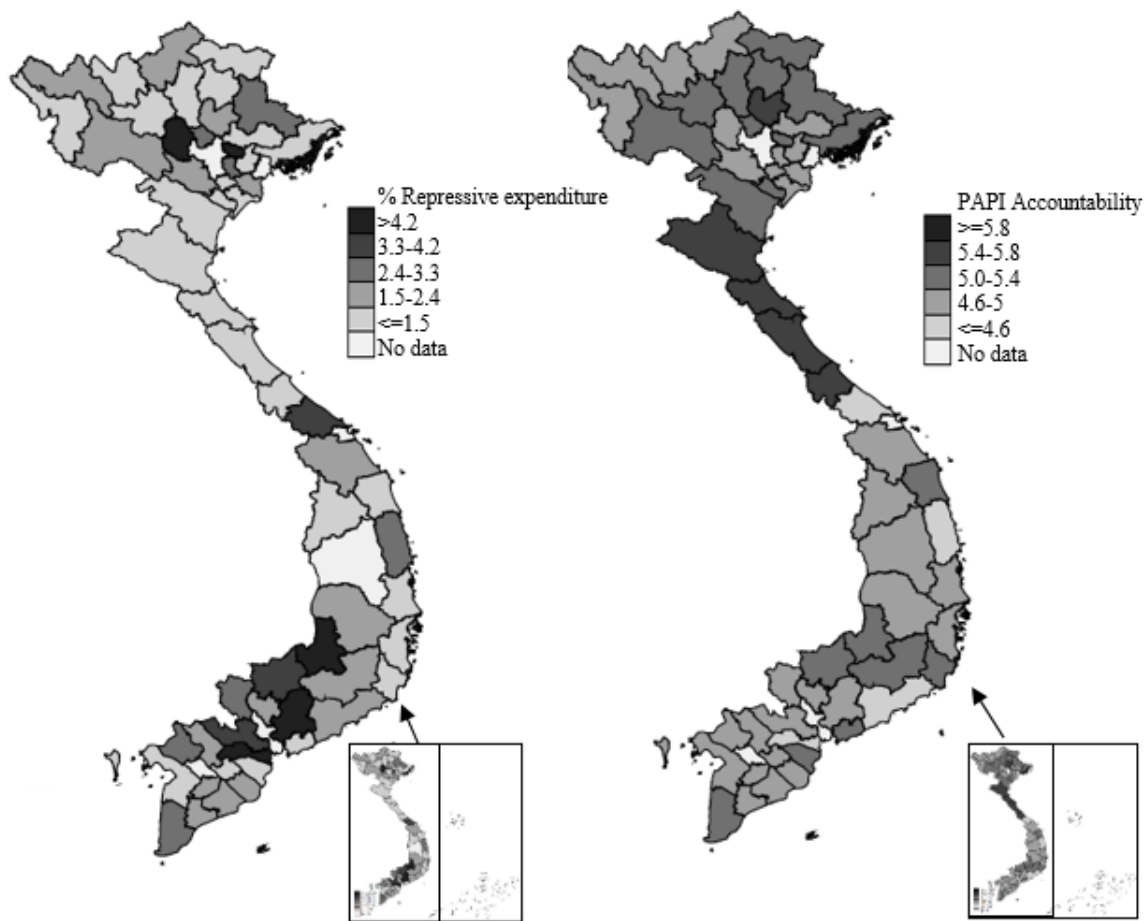 % Repressive expenditure
>4.2
3.3-4.2
2.4-3.3
1.5-2.4
<=1.5
No data
PAPI Accountability
>=5.8
5.4-5.8
5.0-5.4
4.6-5
<=4.6
No data